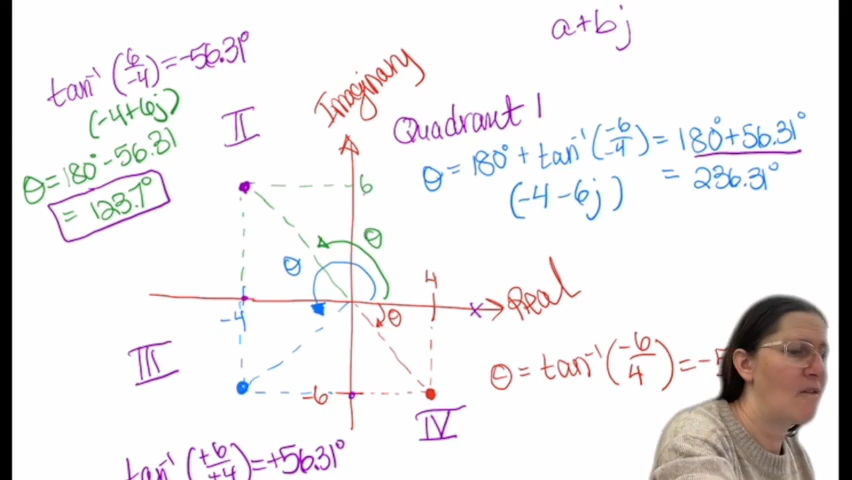 a+bj
tan⁻¹(6/-4)=-56.31°
(-4+6j)
θ=180°-56.31
= 123.7°
II
Imaginary
Quadrant 1
θ = 180° + tan⁻¹(-6/-4) = 180°+56.31°
(-4-6j) = 236.31°
6
θ
θ
4
-4
θ
Real
III
θ = tan⁻¹(-6/4) = -5
-6
IV
tan⁻¹(+6/+4)=+56.31°